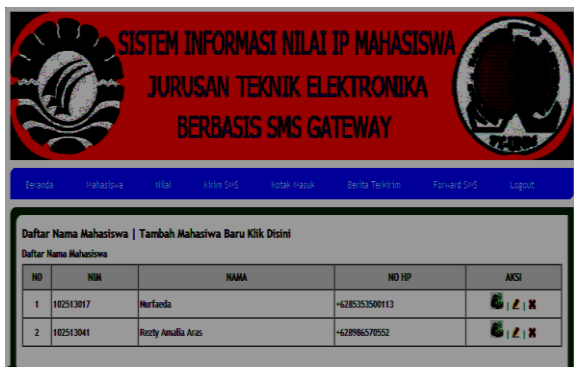 SISTEM INFORMASI NILAI IP MAHASISWA
JURUSAN TEKNIK ELEKTRONIKA
BERBASIS SMS GATEWAY
Beranda Mahasiswa Nilai Kirim SMS Kotak Masuk Berita Terkirim Forward SMS Logout
Daftar Nama Mahasiswa | Tambah Mahasiwa Baru Klik Disini
Daftar Nama Mahasiswa
NO NIM NAMA NO HP AKSI
1 102513017 Nurfaeda +6285353500113 | |
2 102513041 Rezty Amalia Aras +628986570552 | |